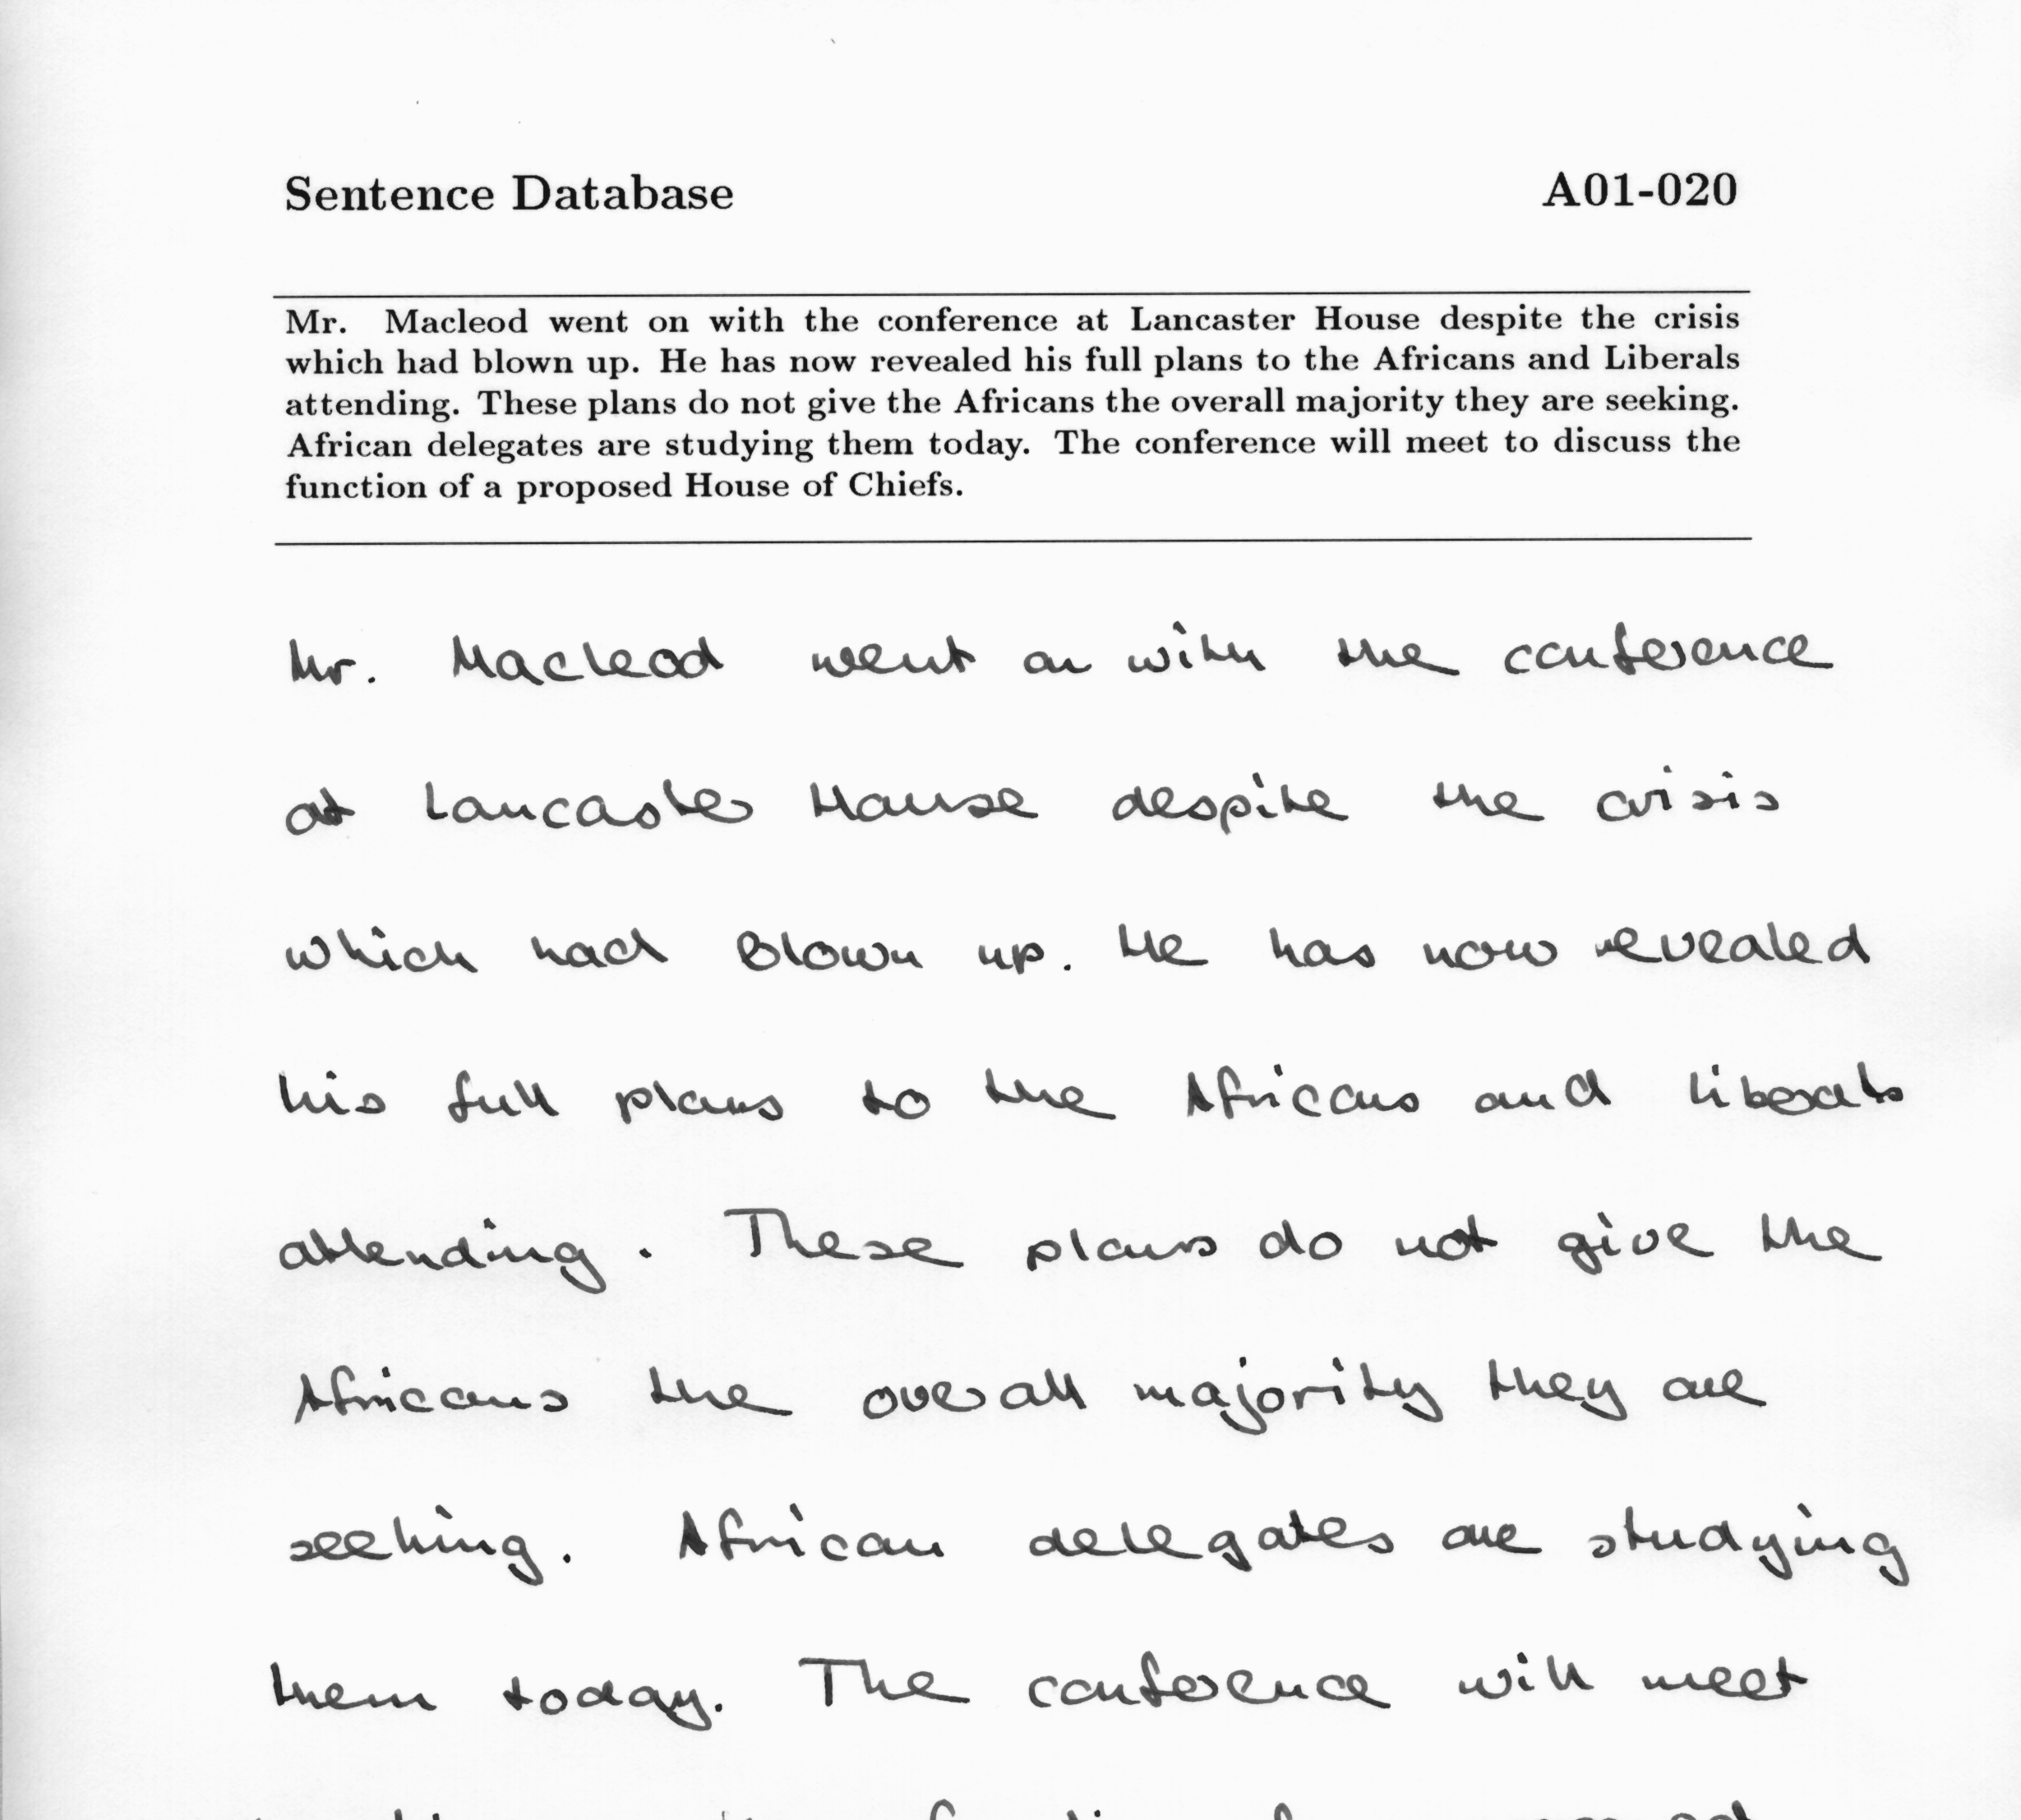 Sentence Database A01-020
Mr. Macleod went on with the conference at Lancaster House despite the crisis
which had blown up. He has now revealed his full plans to the Africans and Liberals
attending. These plans do not give the Africans the overall majority they are seeking.
African delegates are studying them today. The conference will meet to discuss the
function of a proposed House of Chiefs.
Mr. Macleod went on with the conference
at Lancaster House despite the crisis
which had Blown up. He has now revealed
his full plans to the Africans and liberals
attending. These plans do not give the
Africans the overall majority they are
seeking. African delegates are studying
them today. The conference will meet